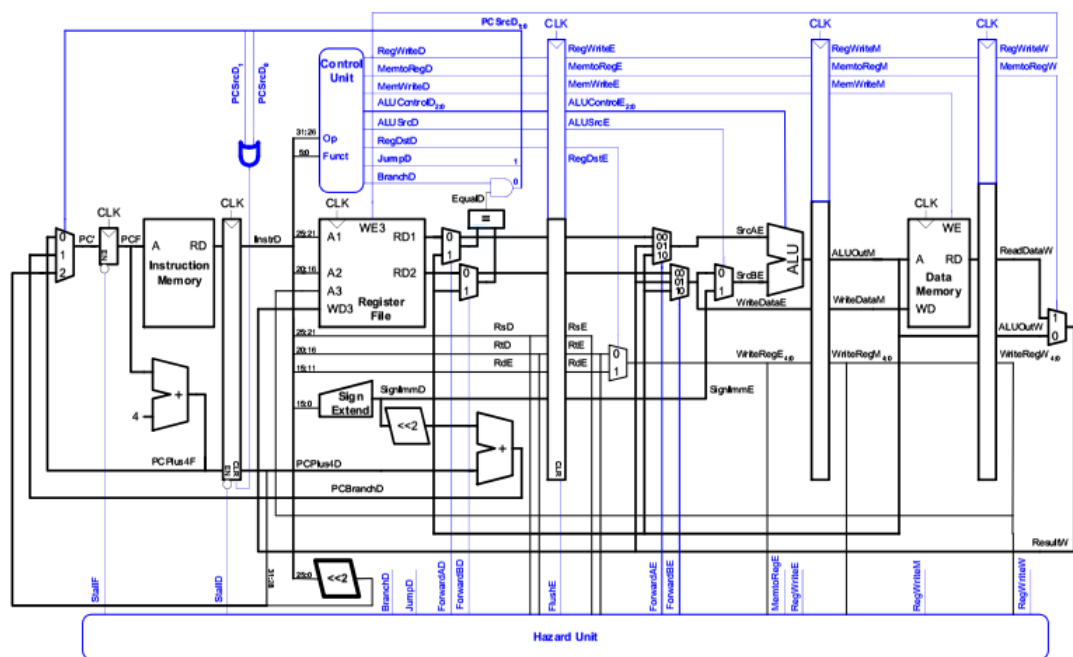 PCSrcD1:0
CLK
CLK
CLK
Control Unit
Op
Funct
RegWriteD
MemtoRegD
MemWriteD
ALUControlD2:0
ALUSrcD
RegDstD
JumpD
BranchD
RegWriteE
MemtoRegE
MemWriteE
ALUControlE2:0
ALUSrcE
RegDstE
RegWriteM
MemtoRegM
MemWriteM
RegWriteW
MemtoRegW
PCSrcD1
PCSrcD0
31:26
5:0
1
0
EqualD
=
CLK
CLK
CLK
0
1
2
PC'
EN
PCF
A
RD
Instruction Memory
InstrD
25:21
20:16
A1
A2
A3
WD3
WE3
RD1
RD2
Register File
0
1
0
1
00
01
10
00
01
10
0
1
SrcAE
SrcBE
ALU
WriteDataE
ALUOutM
WriteDataM
WE
A
RD
Data Memory
WD
ReadDataW
ALUOutW
1
0
25:21
20:16
15:11
RsD
RtD
RdE
RsE
RtE
RdE
0
1
WriteRegE4:0
WriteRegM4:0
WriteRegW4:0
15:0
Sign Extend
SignImmD
SignImmE
<<2
+
4
+
PCPlus4F
EN
CLR
PCPlus4D
CLR
PCBranchD
ResultW
31:28
25:0
<<2
StallF
StallD
BranchD
JumpD
ForwardAD
ForwardBD
FlushE
ForwardAE
ForwardBE
MemtoRegE
RegWriteE
RegWriteM
RegWriteW
Hazard Unit